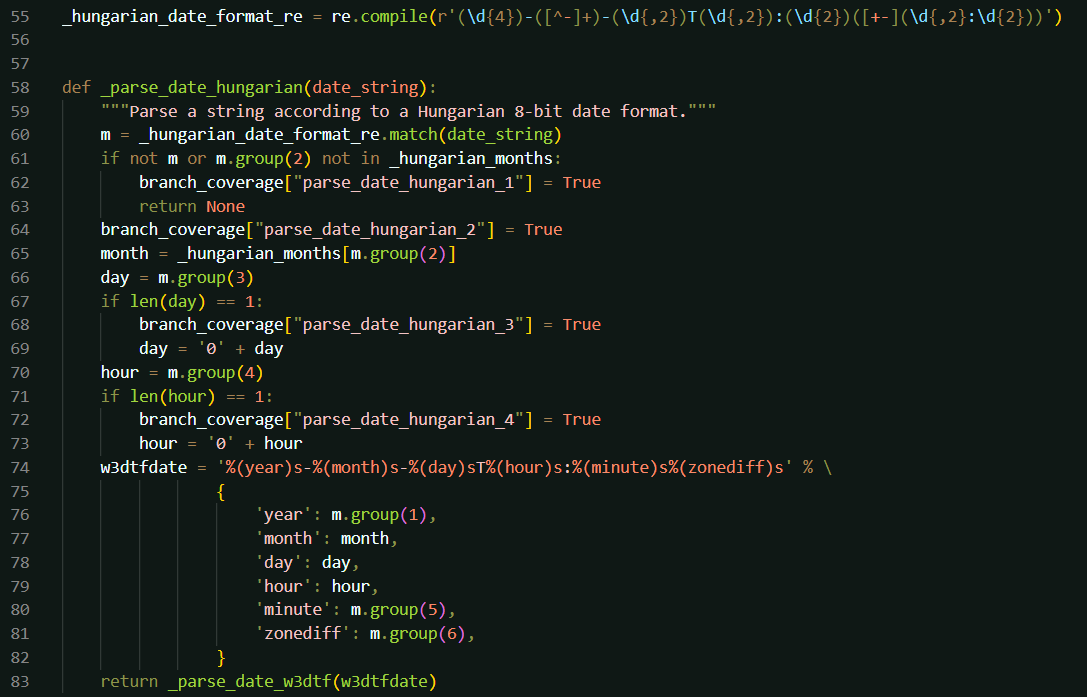 55 _hungarian_date_format_re = re.compile(r'(\d{4})-([^-]+)-(\d{,2})T(\d{,2}):(\d{2})([+-](\d{,2}:\d{2}))')
56
57
58 def _parse_date_hungarian(date_string):
59     """Parse a string according to a Hungarian 8-bit date format."""
60     m = _hungarian_date_format_re.match(date_string)
61     if not m or m.group(2) not in _hungarian_months:
62         branch_coverage["parse_date_hungarian_1"] = True
63         return None
64     branch_coverage["parse_date_hungarian_2"] = True
65     month = _hungarian_months[m.group(2)]
66     day = m.group(3)
67     if len(day) == 1:
68         branch_coverage["parse_date_hungarian_3"] = True
69         day = '0' + day
70     hour = m.group(4)
71     if len(hour) == 1:
72         branch_coverage["parse_date_hungarian_4"] = True
73         hour = '0' + hour
74     w3dtfdate = '%(year)s-%(month)s-%(day)sT%(hour)s:%(minute)s%(zonediff)s' % \
75                 {
76                     'year': m.group(1),
77                     'month': month,
78                     'day': day,
79                     'hour': hour,
80                     'minute': m.group(5),
81                     'zonediff': m.group(6),
82                 }
83     return _parse_date_w3dtf(w3dtfdate)